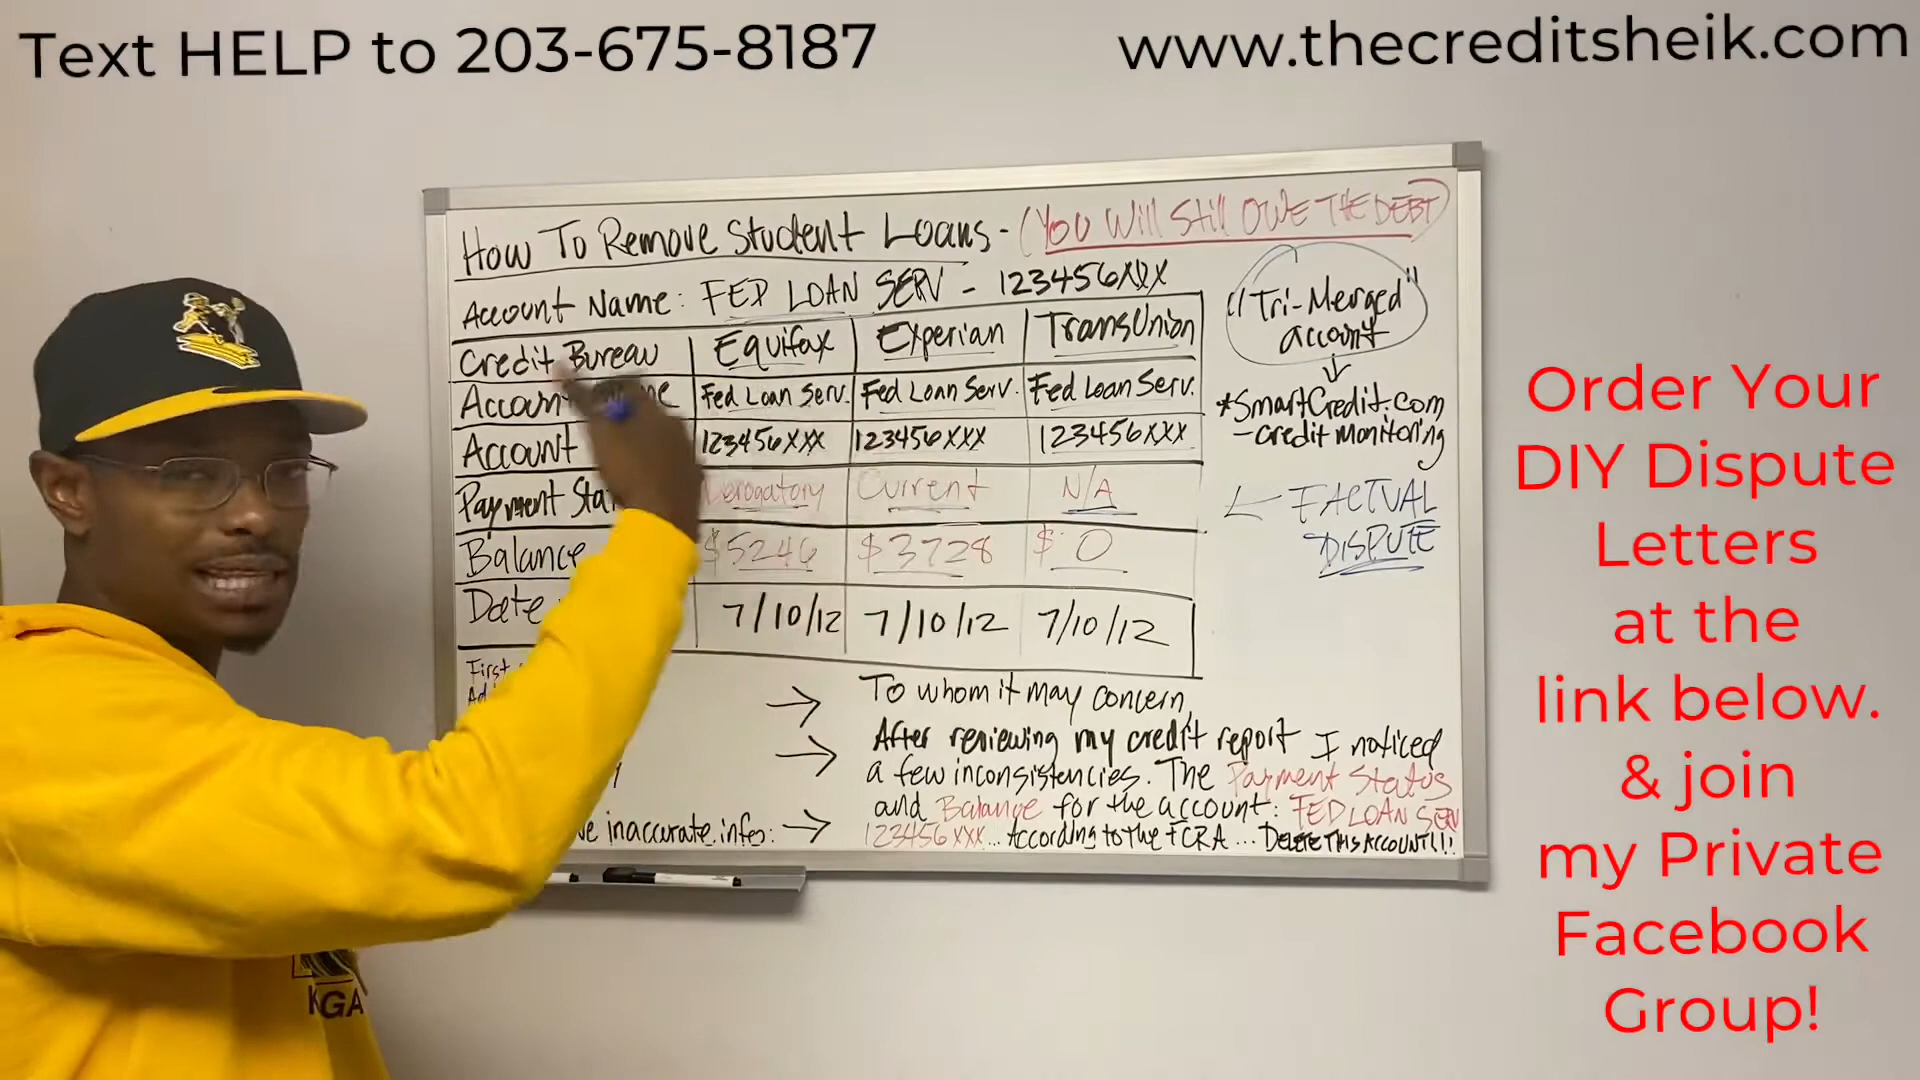 Text HELP to 203-675-8187
www.thecreditsheik.com
How To Remove Student Loans - (You Will Still OWE THE DEBT)
Account Name: FED LOAN SERV - 123456XXX
Credit Bureau Equifax Experian TransUnion
Account Fed Loan Serv. Fed Loan Serv. Fed Loan Serv.
Account 123456XXX 123456XXX 123456XXX
Payment Derogatory Current N/A
Balance $5246 $3728 $0
Date 7/10/12 7/10/12 7/10/12
"Tri-Merged"
account
*SmartCredit.com
-credit monitoring
FACTUAL
DISPUTE
First
To whom it may concern,
After reviewing my credit report I noticed
a few inconsistencies. The Payment Status
and Balance for the account: FED LOAN SERV
inaccurate info:
123456XXX... According to the FCRA ... DELETE THIS ACCOUNT!!!
Order Your
DIY Dispute
Letters
at the
link below.
& join
my Private
Facebook
Group!
KGA